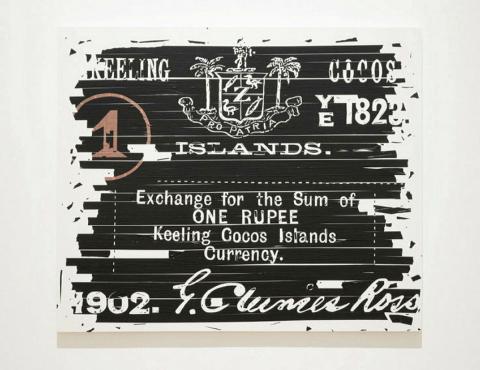 KEELING COCOS
YE 1823.
PRO PATRIA
1
ISLANDS.
Exchange for the Sum of
ONE RUPEE
Keeling Cocos Islands
Currency.
1902. G. Clunies Ross